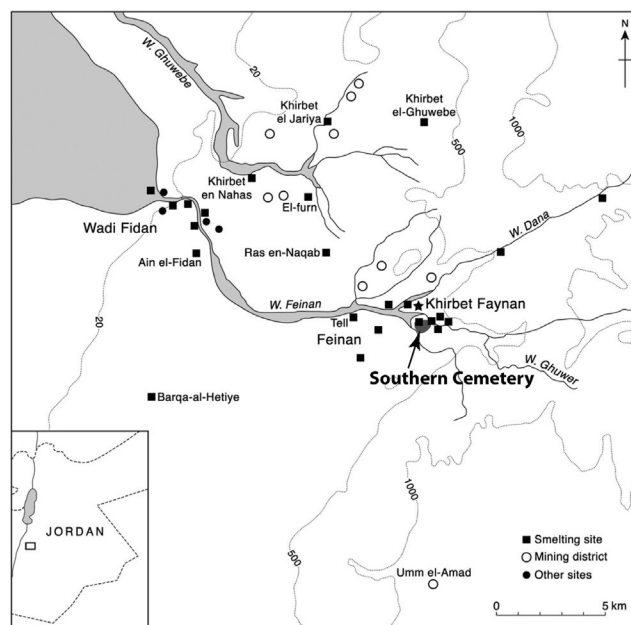 N
W. Ghuwebe
20
Khirbet
el Jariya
Khirbet
el-Ghuwebe
500
1000
Khirbet
en Nahas
El-furn
Wadi Fidan
W. Dana
Ain el-Fidan
Ras en-Naqab
W. Feinan
Khirbet Faynan
20
Tell
Feinan
W. Ghuwer
Southern Cemetery
Barqa-al-Hetiye
JORDAN
1000
500
Umm el-Amad
Smelting site
Mining district
Other sites
0 5 km